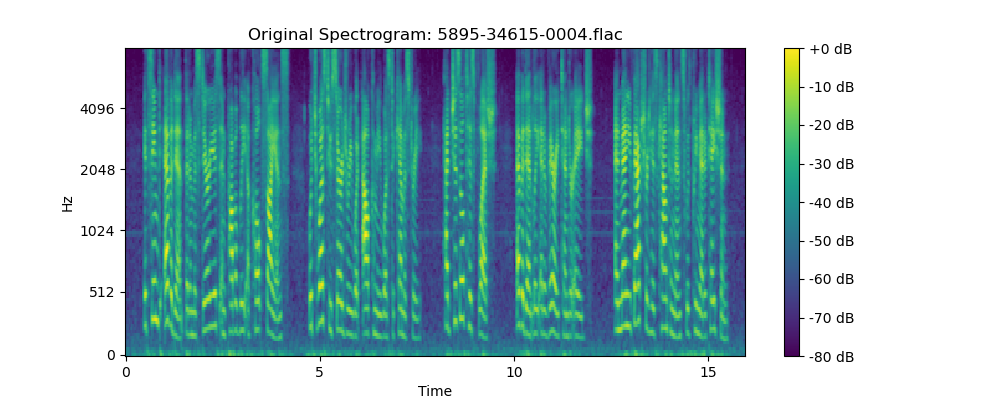 Original Spectrogram: 5895-34615-0004.flac
Hz
4096
2048
1024
512
0
0 5 10 15
Time
+0 dB
-10 dB
-20 dB
-30 dB
-40 dB
-50 dB
-60 dB
-70 dB
-80 dB